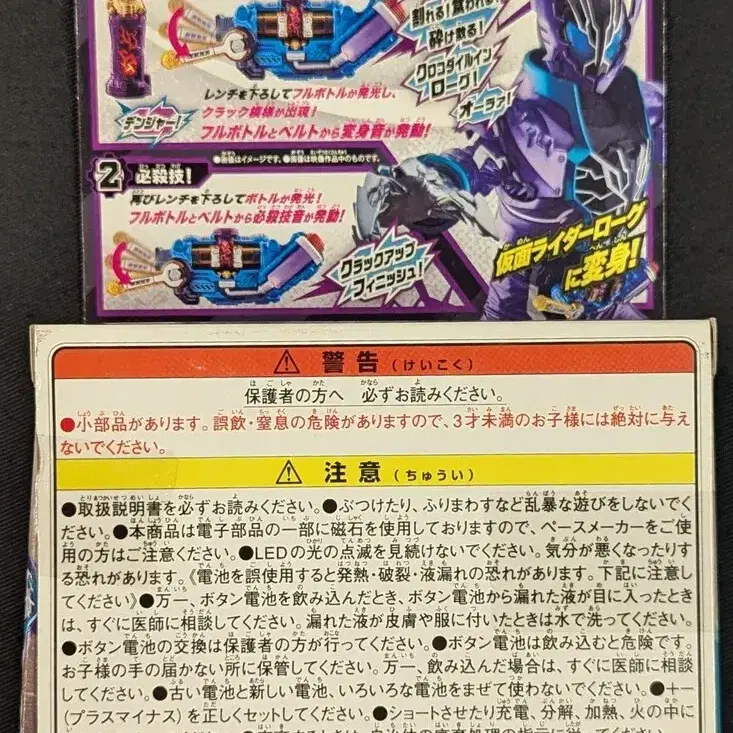 割れる!喰われる!
砕け散る!
クロコダイルイン
ローグ!
オーラァ!
レンチを下ろしてフルボトルが発光し、
クラック模様が出現!
フルボトルとベルトから変身音が発動!
デンジャー!
2 必殺技!
●画像はイメージです。●画像は映像作品中のものです。
再びレンチを下ろしてボトルが発光!
フルボトルとベルトから必殺技音が発動!
クラックアップ
フィニッシュ!
仮面ライダーローグ
に変身!
警告(けいこく)
保護者の方へ 必ずお読みください。
●小部品があります。誤飲・窒息の危険がありますので、3才未満のお子様には絶対に与え
ないでください。
注意(ちゅうい)
●取扱説明書を必ずお読みください。●ぶつけたり、ふりまわすなど乱暴な遊びをしないでく
ださい。●本商品は電子部品の一部に磁石を使用しておりますので、ペースメーカーをご使
用の方はご注意ください。●LEDの光の点滅を見続けないでください。気分が悪くなったりす
る恐れがあります。《電池を誤使用すると発熱・破裂・液漏れの恐れがあります。下記に注意し
てください》●万一、ボタン電池を飲み込んだとき、ボタン電池から漏れた液が目に入ったとき
は、すぐに医師に相談してください。漏れた液が皮膚や服に付いたときは水で洗ってください。
●ボタン電池の交換は保護者の方が行ってください。●ボタン電池は飲み込むと危険です。
お子様の手の届かない所に保管してください。万一、飲み込んだ場合は、すぐに医師に相談
してください。●古い電池と新しい電池、いろいろな電池をまぜて使わないでください。●+−
(プラスマイナス)を正しくセットしてください。●ショートさせたり充電、分解、加熱、火の中に